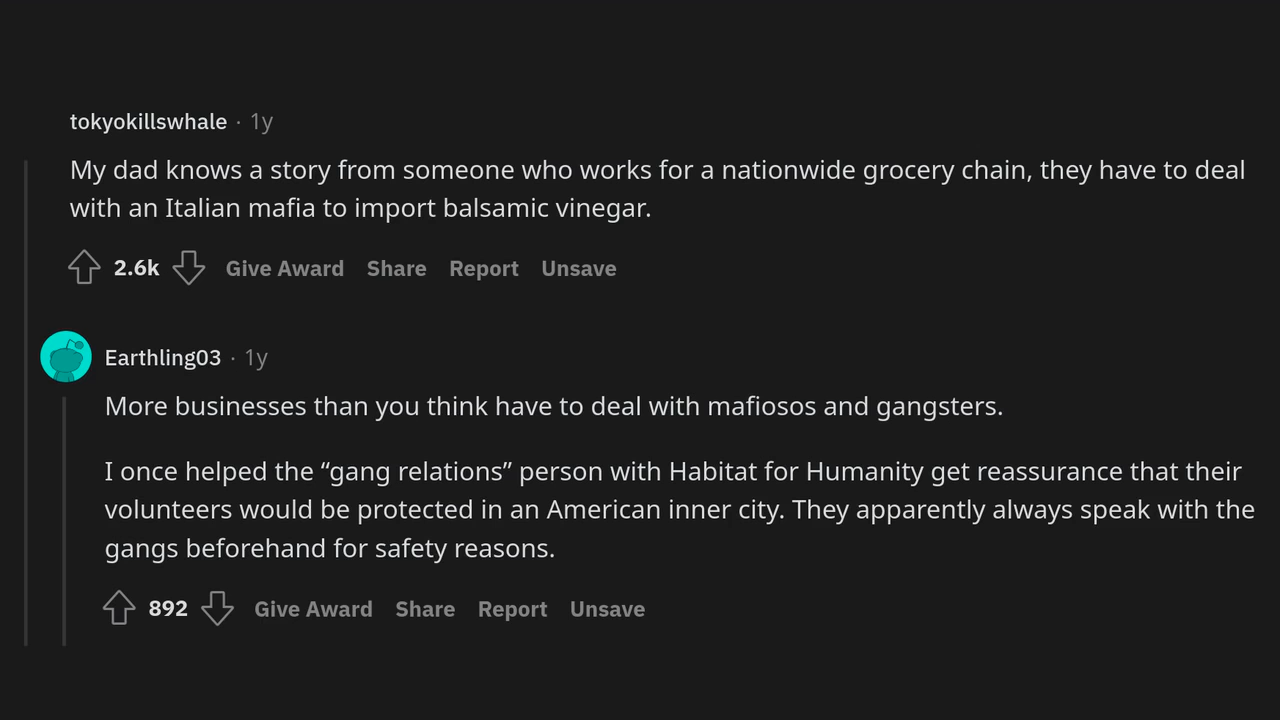 tokyokillswhale · 1y
My dad knows a story from someone who works for a nationwide grocery chain, they have to deal
with an Italian mafia to import balsamic vinegar.
2.6k Give Award Share Report Unsave
Earthling03 · 1y
More businesses than you think have to deal with mafiosos and gangsters.
I once helped the “gang relations” person with Habitat for Humanity get reassurance that their
volunteers would be protected in an American inner city. They apparently always speak with the
gangs beforehand for safety reasons.
892 Give Award Share Report Unsave